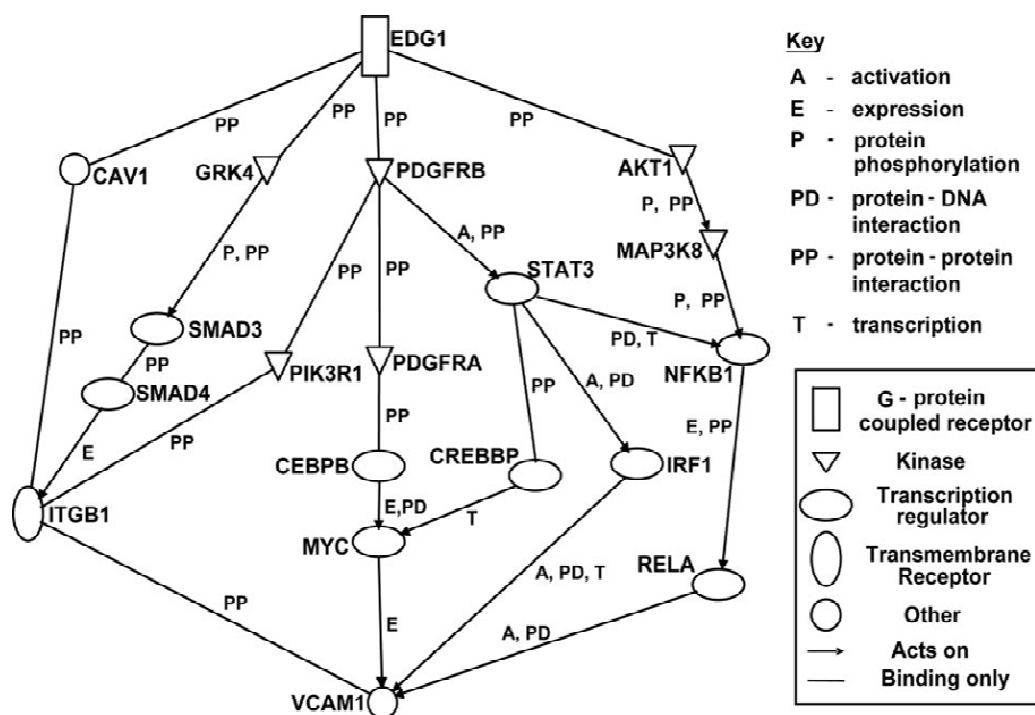 EDG1
Key
A - activation
E - expression
P - protein
phosphorylation
PD - protein - DNA
interaction
PP - protein - protein
interaction
T - transcription
PP
PP
PP
PP
CAV1
GRK4
PDGFRB
AKT1
P, PP
A, PP
MAP3K8
P, PP
PP
PP
STAT3
P, PP
SMAD3
PD, T
PP
PP
PIK3R1
PDGFRA
NFKB1
SMAD4
PP
A, PD
PP
E, PP
E
PP
CEBPB
CREBBP
IRF1
ITGB1
E,PD
T
MYC
A, PD, T
RELA
PP
E
A, PD
VCAM1
G - protein
coupled receptor
Kinase
Transcription
regulator
Transmembrane
Receptor
Other
Acts on
Binding only